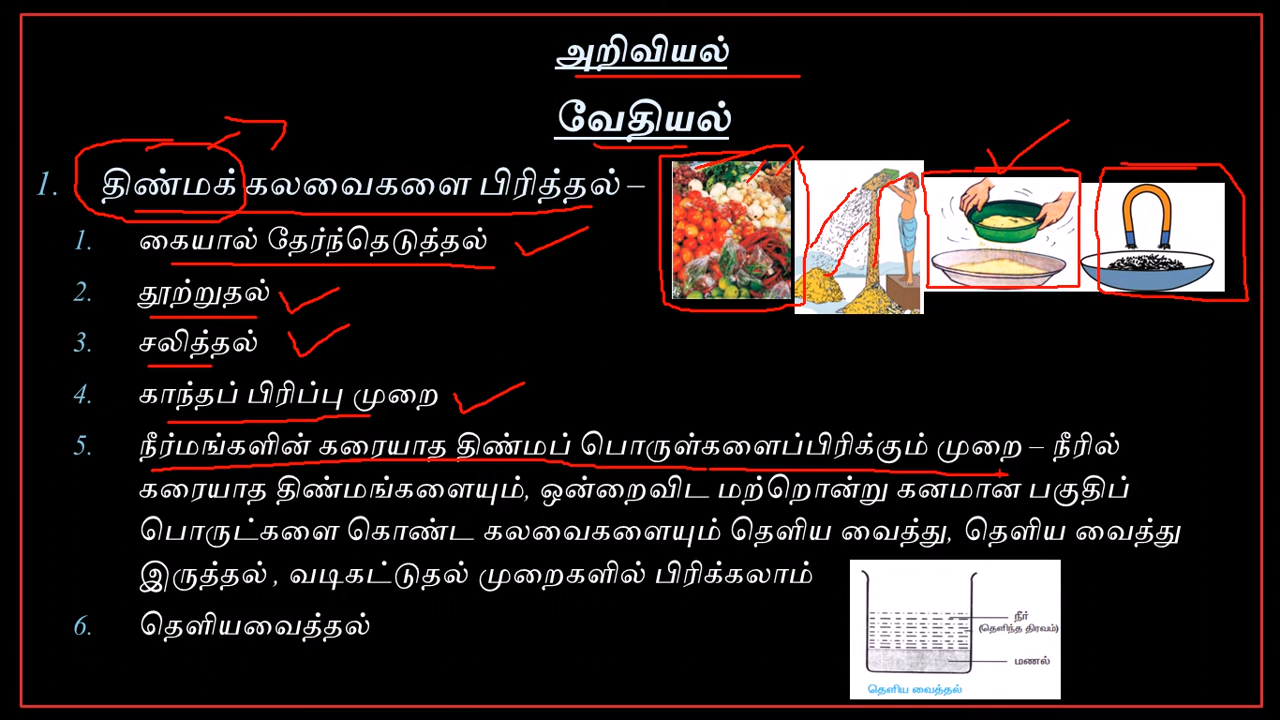 அறிவியல்
வேதியல்
1. திண்மக் கலவைகளை பிரித்தல் –
1. கையால் தேர்ந்தெடுத்தல்
2. தூற்றுதல்
3. சலித்தல்
4. காந்தப் பிரிப்பு முறை
5. நீர்மங்களின் கரையாத திண்மப் பொருள்களைப்பிரிக்கும் முறை – நீரில்
கரையாத திண்மங்களையும், ஒன்றைவிட மற்றொன்று கனமான பகுதிப்
பொருட்களை கொண்ட கலவைகளையும் தெளிய வைத்து, தெளிய வைத்து
இருத்தல் , வடிகட்டுதல் முறைகளில் பிரிக்கலாம்
6. தெளியவைத்தல்
நீர்
(தெளிந்த திரவம்)
மணல்
தெளிய வைத்தல்